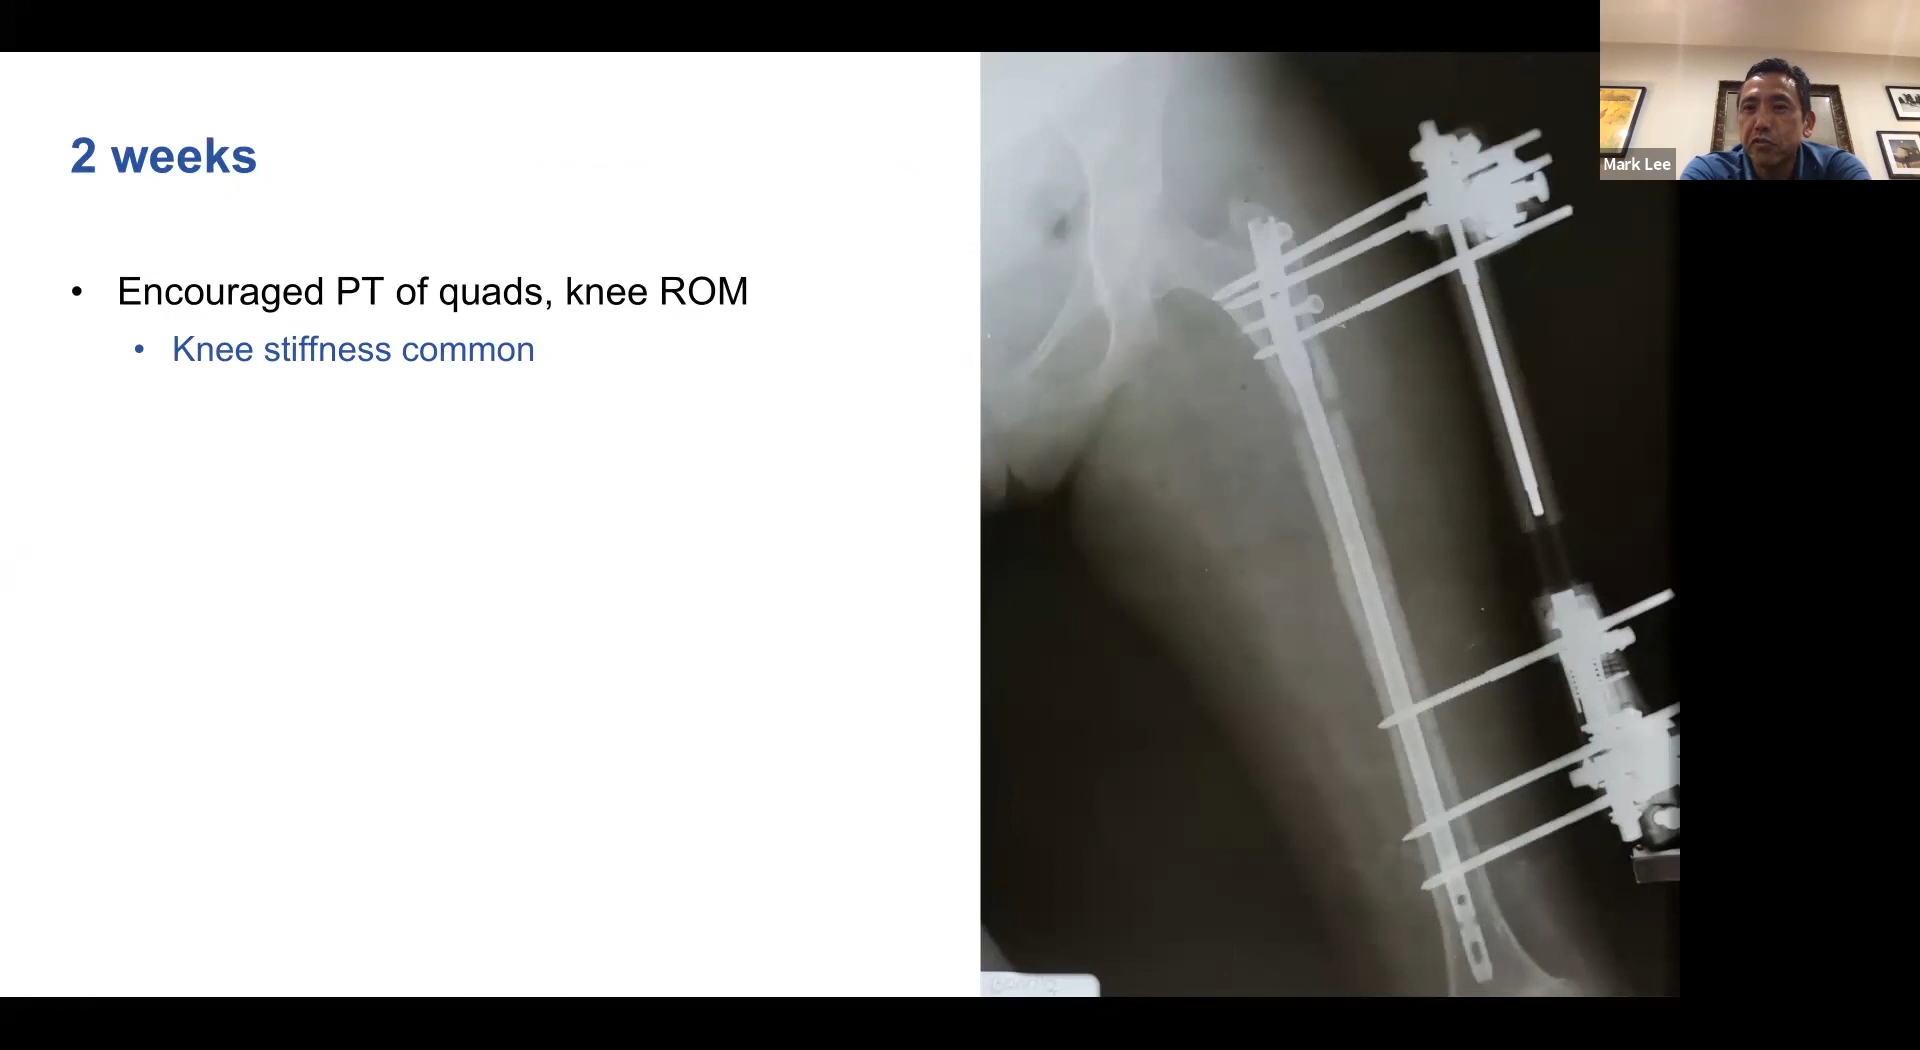 2 weeks
• Encouraged PT of quads, knee ROM
• Knee stiffness common
Mark Lee